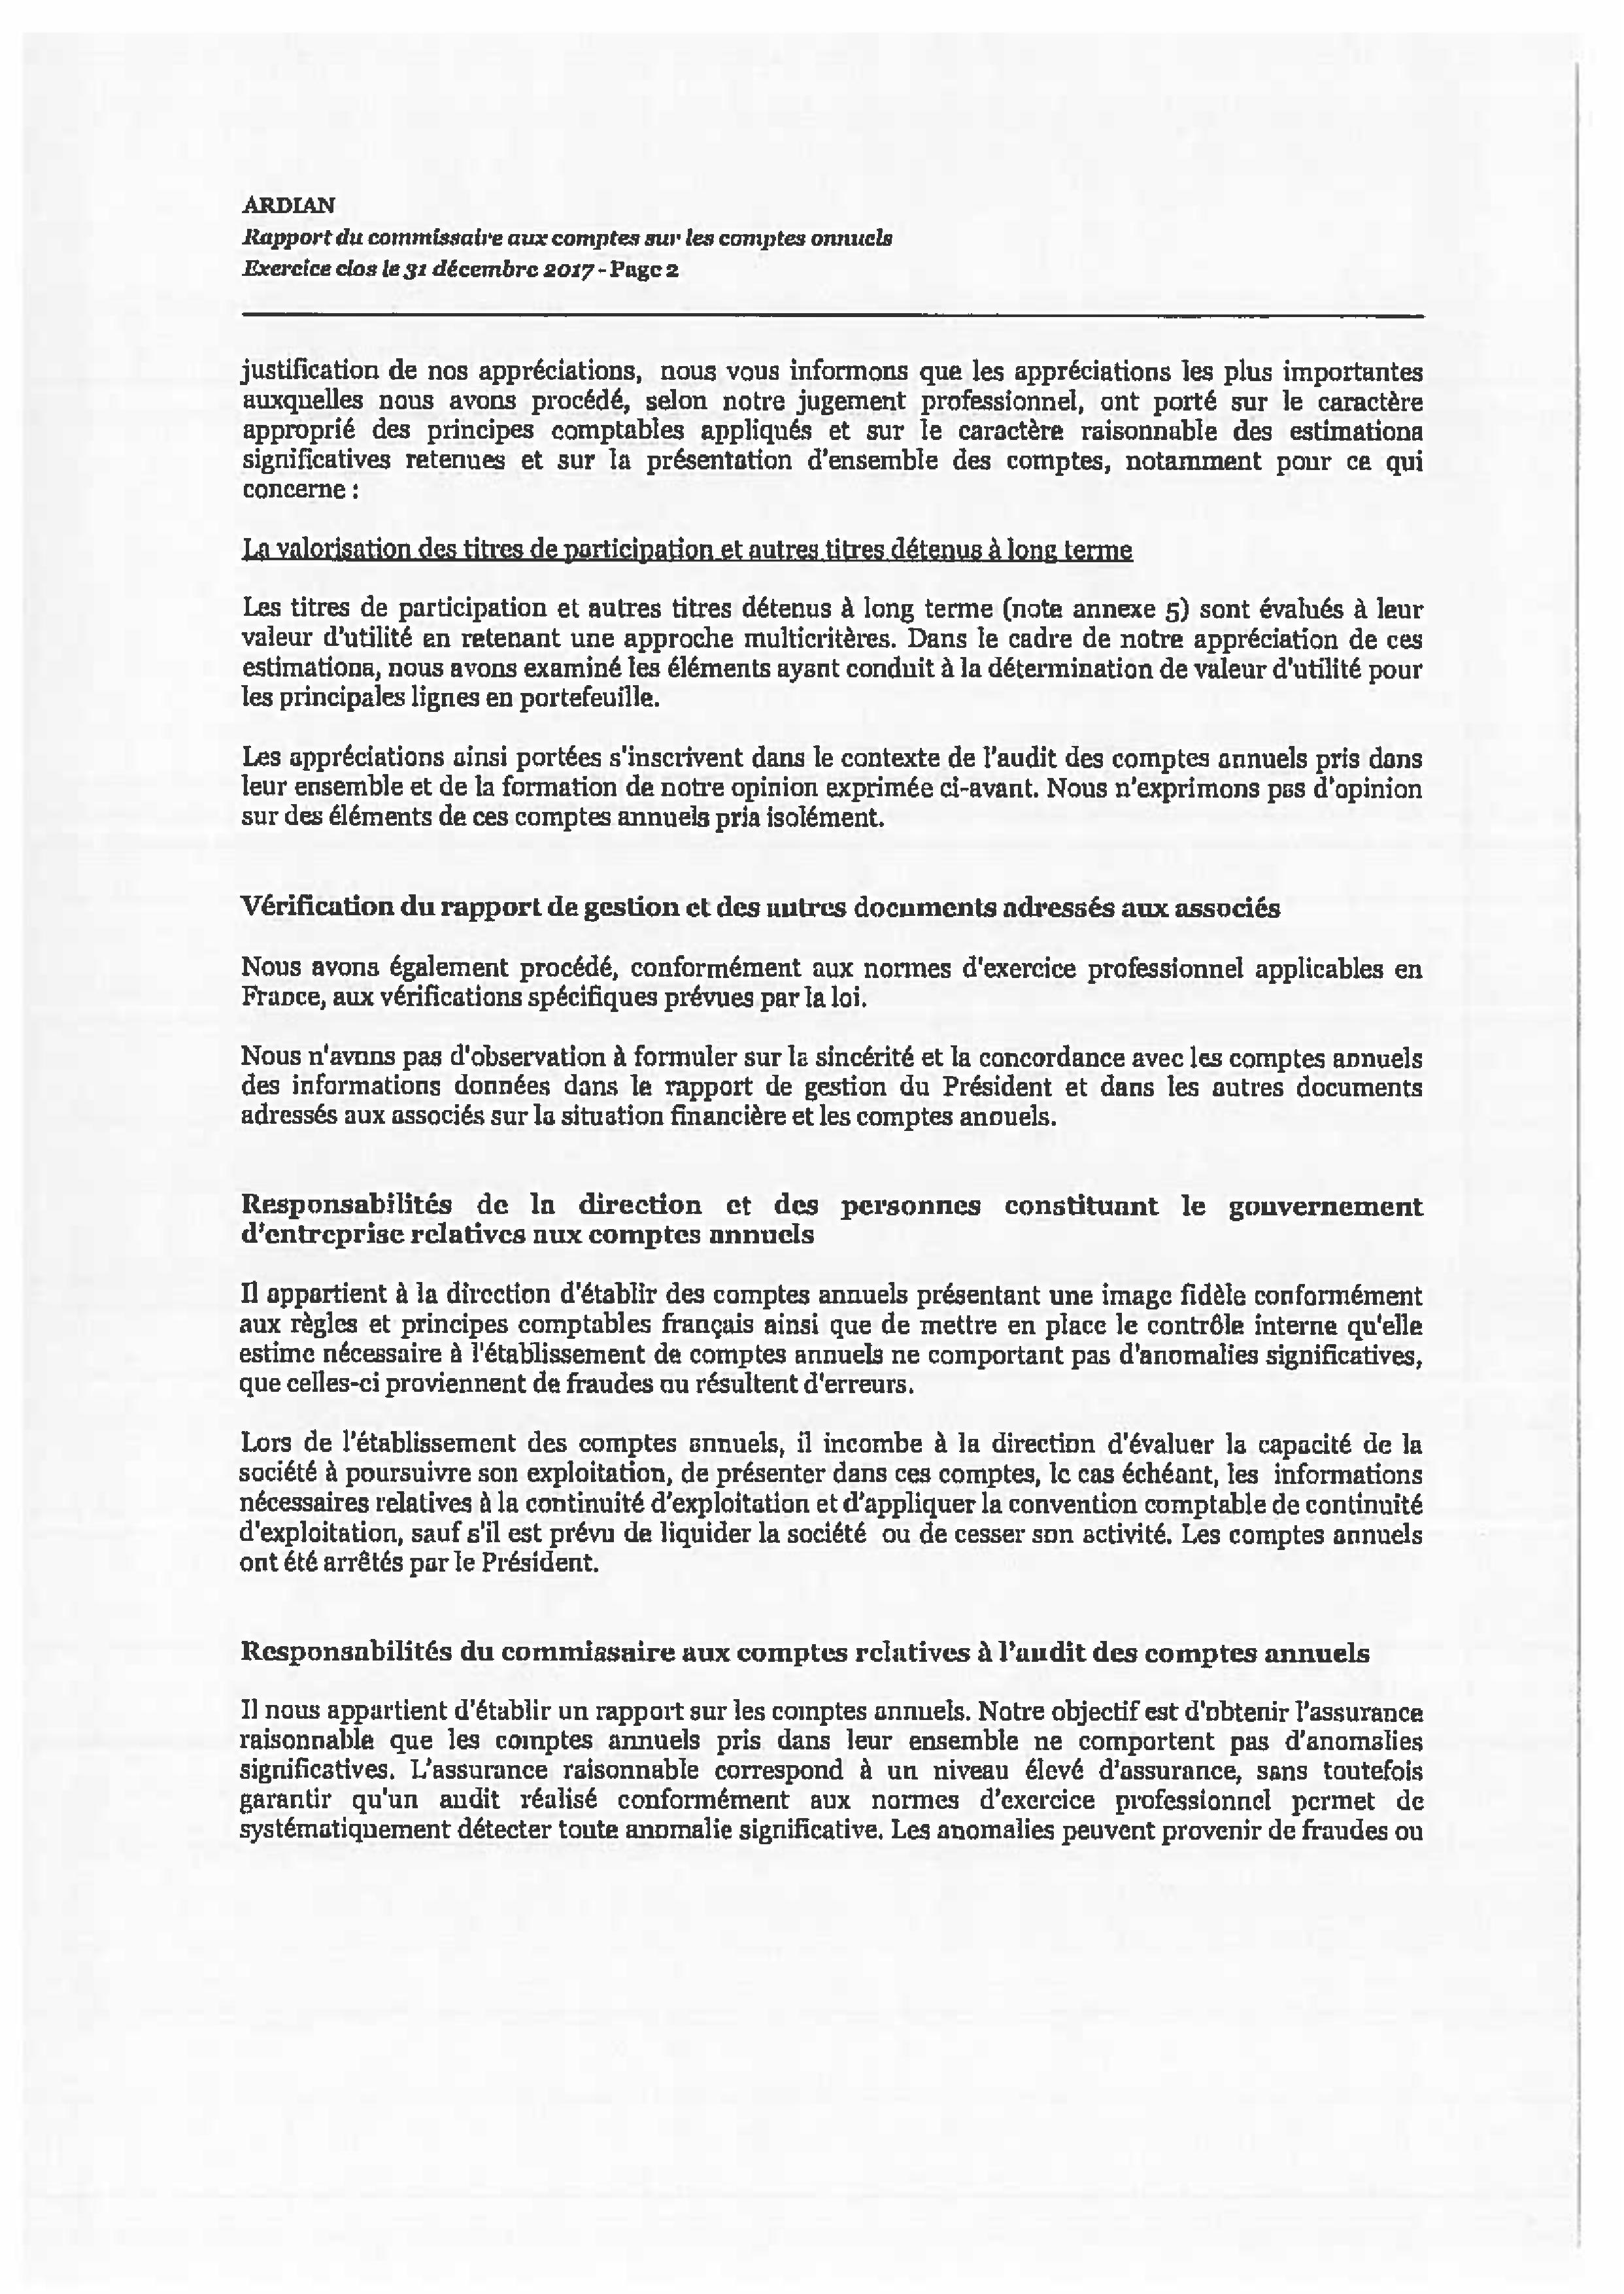 ARDIAN
Rapport du commissaire aux comptes sur les comptes annuels
Exercice clos le 31 décembre 2017 - Page 2
justification de nos appréciations, nous vous informons que les appréciations les plus importantes
auxquelles nous avons procédé, selon notre jugement professionnel, ont porté sur le caractère
approprié des principes comptables appliqués et sur le caractère raisonnable des estimations
significatives retenues et sur la présentation d'ensemble des comptes, notamment pour ce qui
concerne :
La valorisation des titres de participation et autres titres détenus à long terme
Les titres de participation et autres titres détenus à long terme (note annexe 5) sont évalués à leur
valeur d'utilité en retenant une approche multicritères. Dans le cadre de notre appréciation de ces
estimations, nous avons examiné les éléments ayant conduit à la détermination de valeur d'utilité pour
les principales lignes en portefeuille.
Les appréciations ainsi portées s'inscrivent dans le contexte de l'audit des comptes annuels pris dans
leur ensemble et de la formation de notre opinion exprimée ci-avant. Nous n'exprimons pas d'opinion
sur des éléments de ces comptes annuels pris isolément.
Vérification du rapport de gestion et des autres documents adressés aux associés
Nous avons également procédé, conformément aux normes d'exercice professionnel applicables en
France, aux vérifications spécifiques prévues par la loi.
Nous n'avons pas d'observation à formuler sur la sincérité et la concordance avec les comptes annuels
des informations données dans le rapport de gestion du Président et dans les autres documents
adressés aux associés sur la situation financière et les comptes annuels.
Responsabilités de la direction et des personnes constituant le gouvernement
d'entreprise relatives aux comptes annuels
Il appartient à la direction d'établir des comptes annuels présentant une image fidèle conformément
aux règles et principes comptables français ainsi que de mettre en place le contrôle interne qu'elle
estime nécessaire à l'établissement de comptes annuels ne comportant pas d'anomalies significatives,
que celles-ci proviennent de fraudes ou résultent d'erreurs.
Lors de l'établissement des comptes annuels, il incombe à la direction d'évaluer la capacité de la
société à poursuivre son exploitation, de présenter dans ces comptes, le cas échéant, les informations
nécessaires relatives à la continuité d'exploitation et d'appliquer la convention comptable de continuité
d'exploitation, sauf s'il est prévu de liquider la société ou de cesser son activité. Les comptes annuels
ont été arrêtés par le Président.
Responsabilités du commissaire aux comptes relatives à l'audit des comptes annuels
Il nous appartient d'établir un rapport sur les comptes annuels. Notre objectif est d'obtenir l'assurance
raisonnable que les comptes annuels pris dans leur ensemble ne comportent pas d'anomalies
significatives. L'assurance raisonnable correspond à un niveau élevé d'assurance, sans toutefois
garantir qu'un audit réalisé conformément aux normes d'exercice professionnel permet de
systématiquement détecter toute anomalie significative. Les anomalies peuvent provenir de fraudes ou